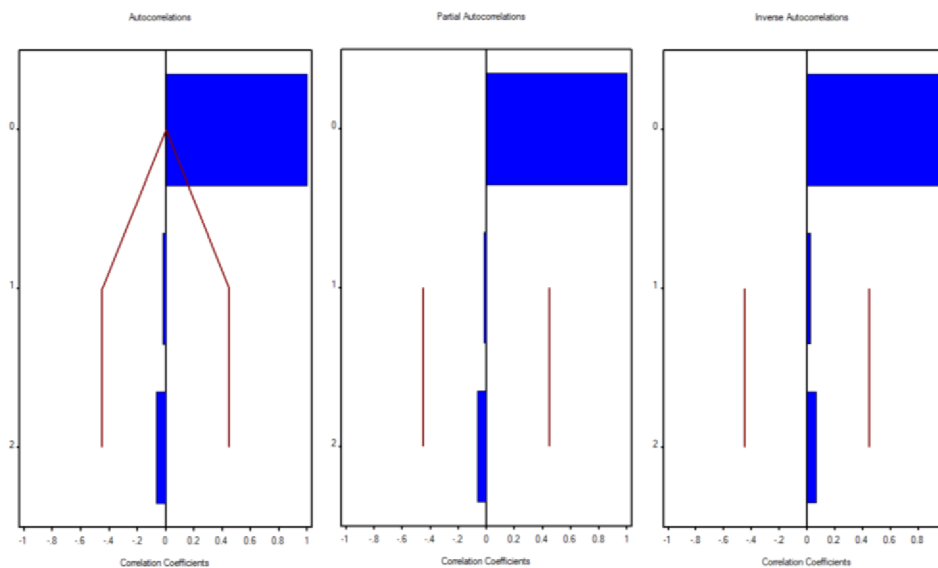 Autocorrelations
0
1
2
-1 -.8 -.6 -.4 -.2 0 0.2 0.4 0.6 0.8 1
Correlation Coefficients
Partial Autocorrelations
0
1
2
-1 -.8 -.6 -.4 -.2 0 0.2 0.4 0.6 0.8 1
Correlation Coefficients
Inverse Autocorrelations
0
1
2
-1 -.8 -.6 -.4 -.2 0 0.2 0.4 0.6 0.8
Correlation Coefficients